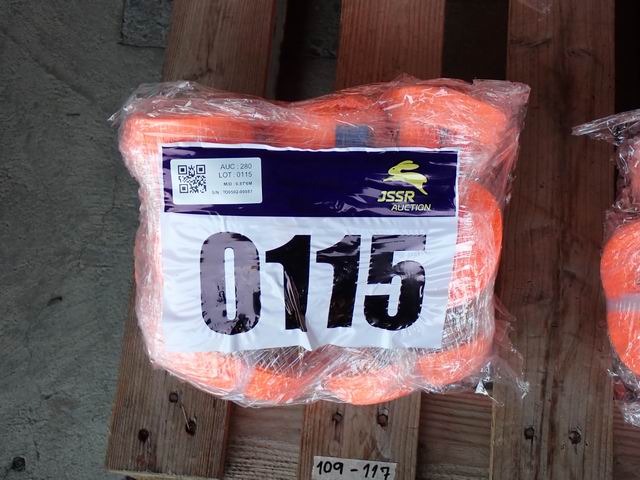 AUC : 280
LOT : 0115
JSSR
AUCTION
0115
109 - 117